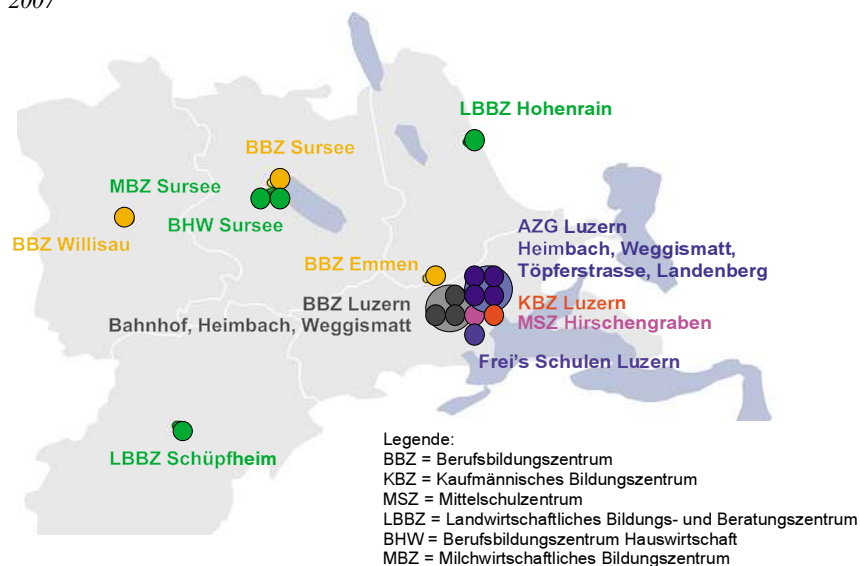 2007
LBBZ Hohenrain
BBZ Sursee
MBZ Sursee
BHW Sursee
BBZ Willisau
AZG Luzern
Heimbach, Weggismatt,
Töpferstrasse, Landenberg
BBZ Emmen
BBZ Luzern
Bahnhof, Heimbach, Weggismatt
KBZ Luzern
MSZ Hirschengraben
Frei's Schulen Luzern
LBBZ Schüpfheim
Legende:
BBZ = Berufsbildungszentrum
KBZ = Kaufmännisches Bildungszentrum
MSZ = Mittelschulzentrum
LBBZ = Landwirtschaftliches Bildungs- und Beratungszentrum
BHW = Berufsbildungszentrum Hauswirtschaft
MBZ = Milchwirtschaftliches Bildungszentrum